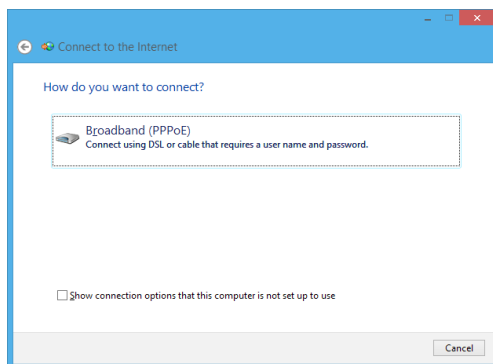 Connect to the Internet
How do you want to connect?
Broadband (PPPoE)
Connect using DSL or cable that requires a user name and password.
Show connection options that this computer is not set up to use
Cancel